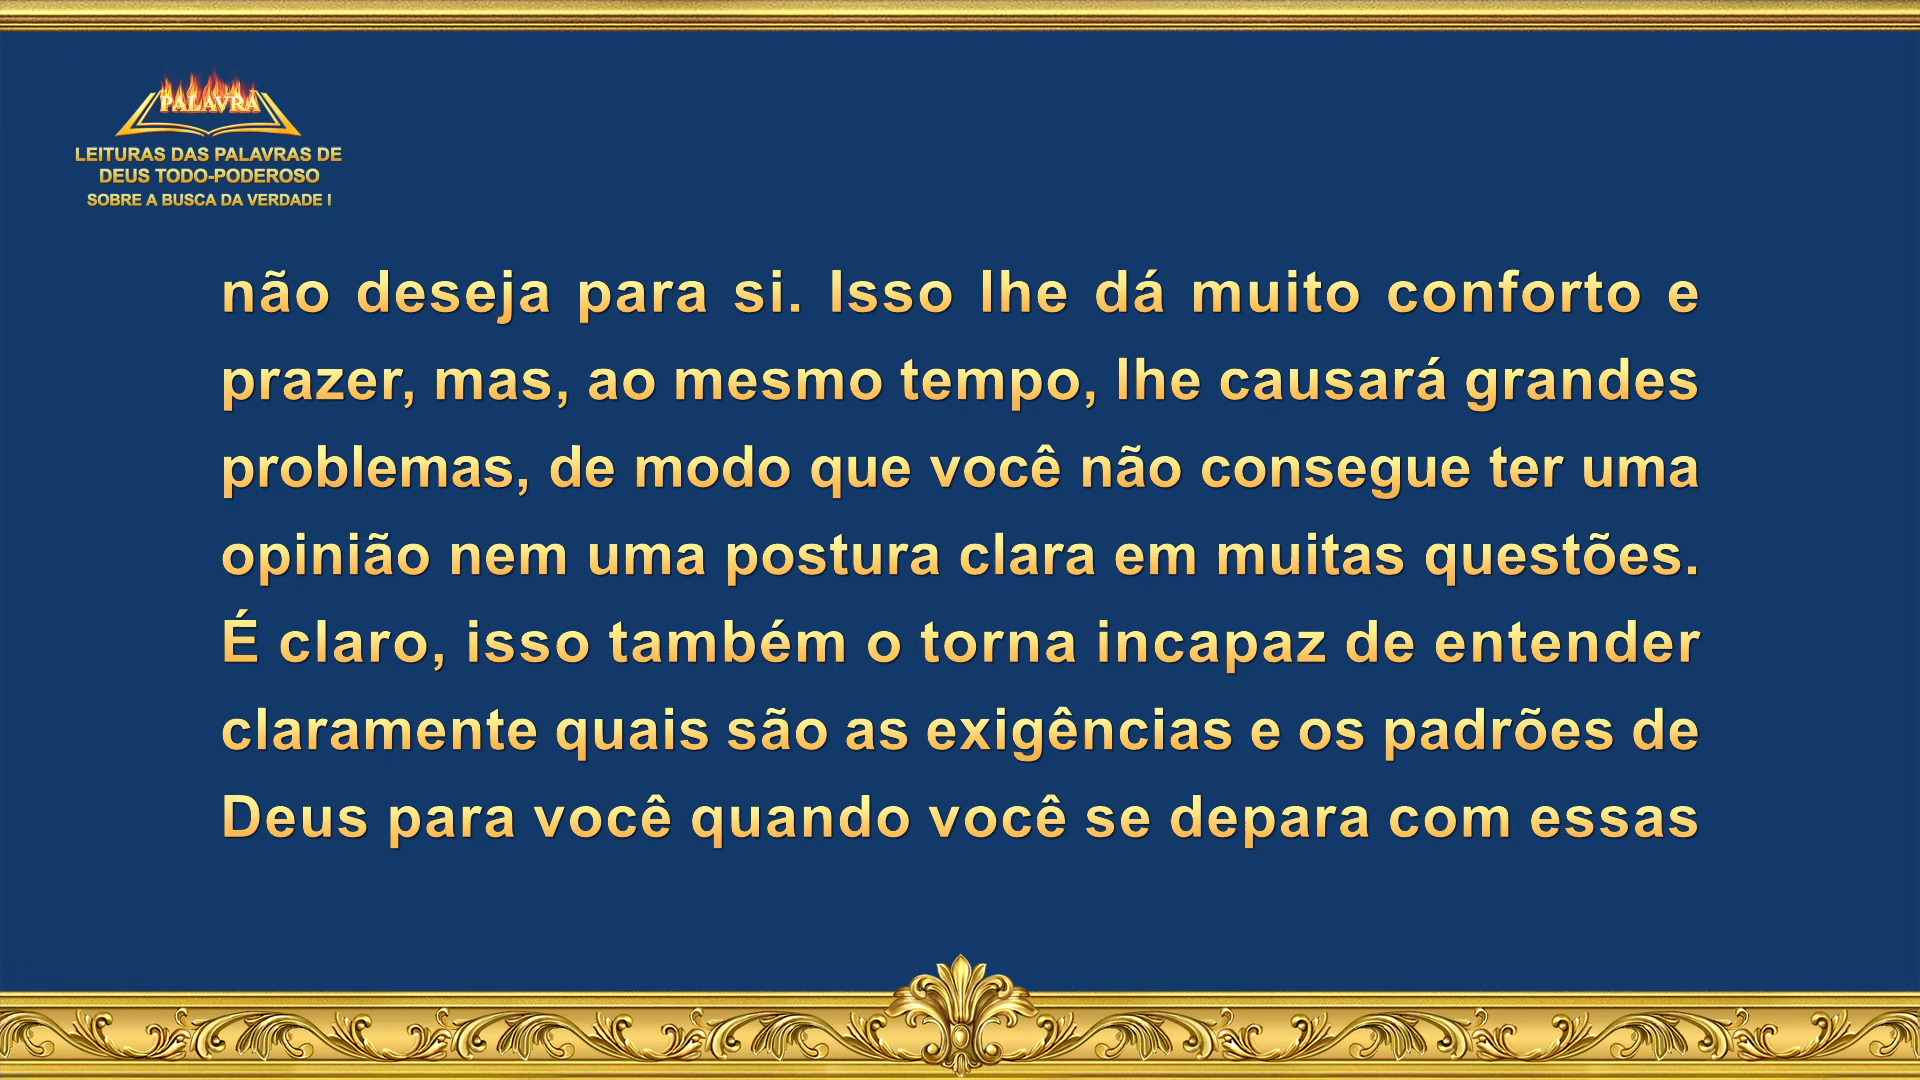 PALAVRA
LEITURAS DAS PALAVRAS DE
DEUS TODO-PODEROSO
SOBRE A BUSCA DA VERDADE I
não deseja para si. Isso lhe dá muito conforto e
prazer, mas, ao mesmo tempo, lhe causará grandes
problemas, de modo que você não consegue ter uma
opinião nem uma postura clara em muitas questões.
É claro, isso também o torna incapaz de entender
claramente quais são as exigências e os padrões de
Deus para você quando você se depara com essas